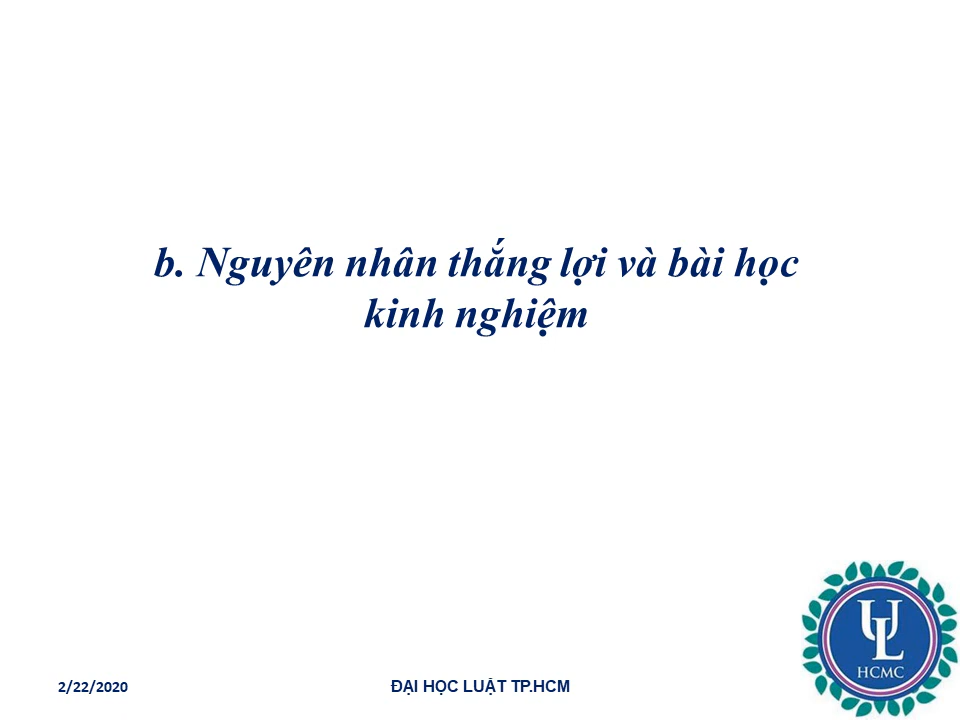 b. Nguyên nhân thắng lợi và bài học
kinh nghiệm
2/22/2020
ĐẠI HỌC LUẬT TP.HCM
UL
HCMC